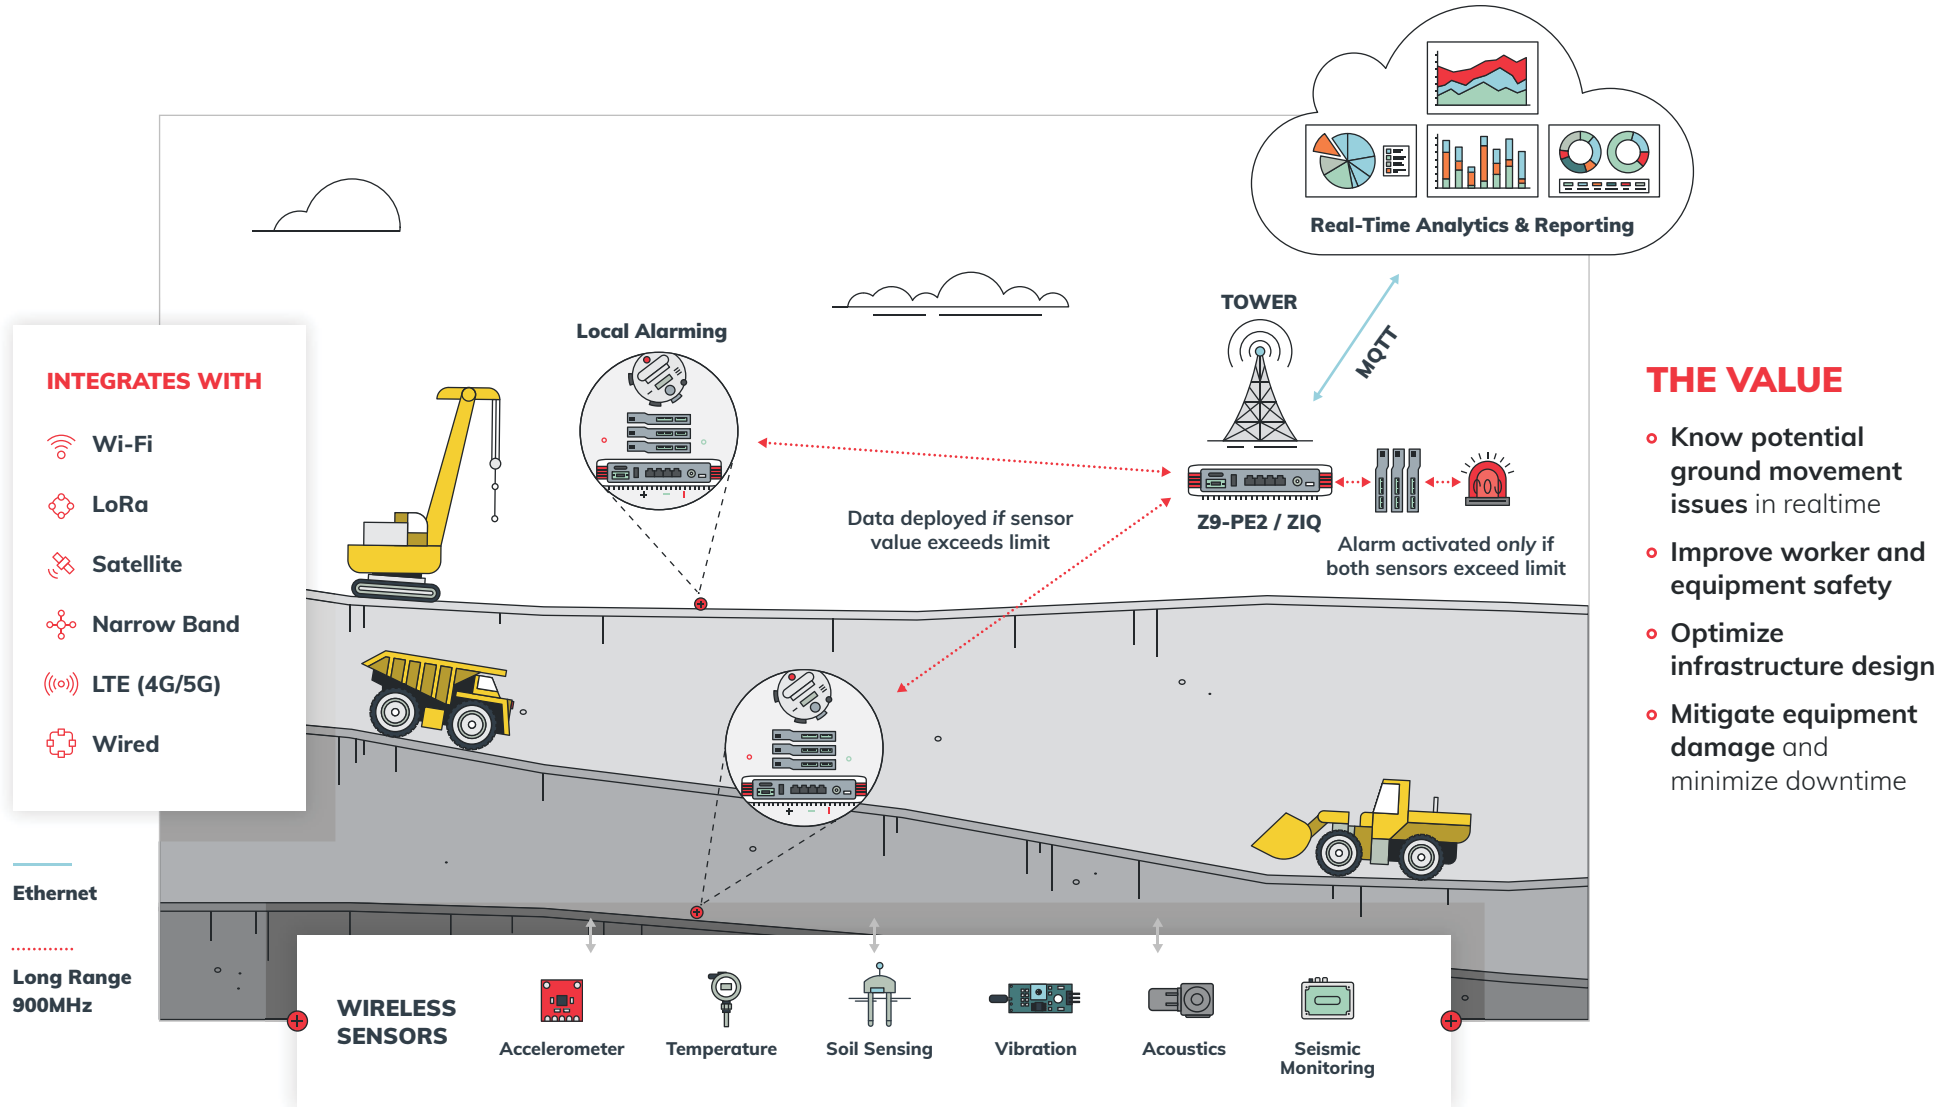 Real-Time Analytics & Reporting
TOWER
MQTT
Local Alarming
INTEGRATES WITH
Wi-Fi
LoRa
Satellite
Narrow Band
LTE (4G/5G)
Wired
Data deployed if sensor
value exceeds limit
Z9-PE2 / ZIQ
Alarm activated only if
both sensors exceed limit
THE VALUE
Know potential
ground movement
issues in realtime
Improve worker and
equipment safety
Optimize
infrastructure design
Mitigate equipment
damage and
minimize downtime
Ethernet
Long Range
900MHz
WIRELESS
SENSORS
Accelerometer
Temperature
Soil Sensing
Vibration
Acoustics
Seismic
Monitoring